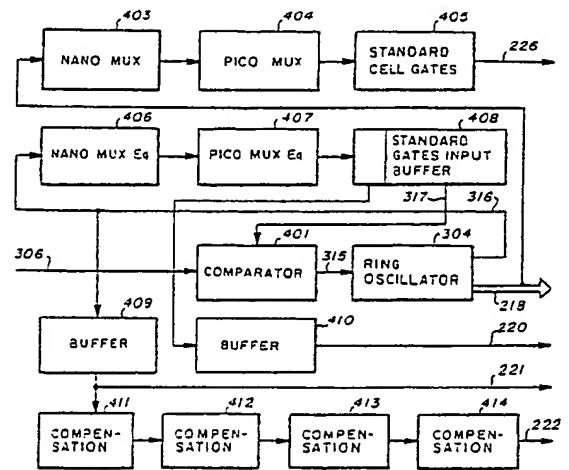 403
404
405
NANO MUX
PICO MUX
STANDARD
CELL GATES
226
406
407
408
NANO MUX Eq
PICO MUX Eq
STANDARD
GATES INPUT
BUFFER
317
316
401
304
306
COMPARATOR
315
RING
OSCILLATOR
218
409
410
BUFFER
BUFFER
220
221
411
412
413
414
COMPEN-
SATION
COMPEN-
SATION
COMPEN-
SATION
COMPEN-
SATION
222